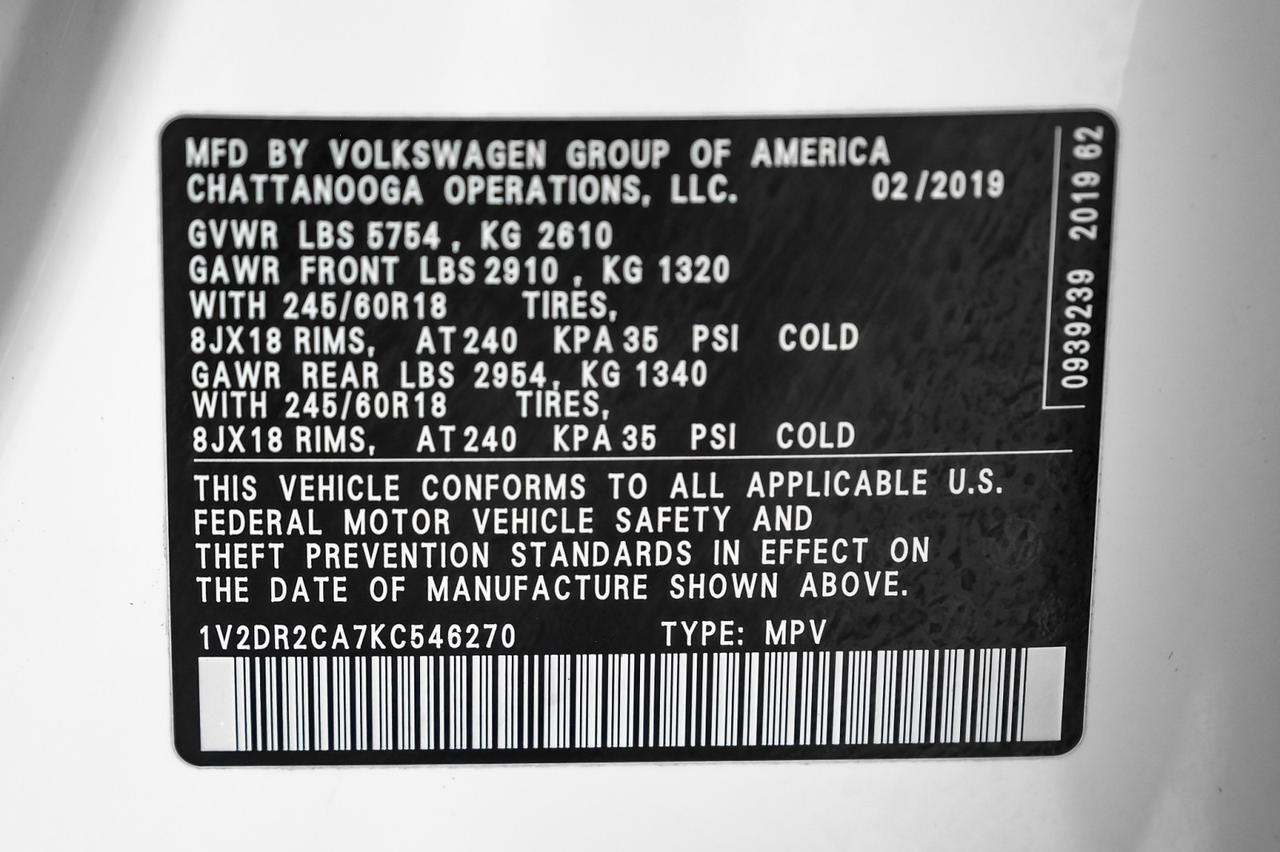 MFD BY VOLKSWAGEN GROUP OF AMERICA
CHATTANOOGA OPERATIONS, LLC. 02/2019
GVWR LBS 5754, KG 2610
GAWR FRONT LBS 2910, KG 1320
WITH 245/60R18 TIRES,
8JX18 RIMS, AT 240 KPA 35 PSI COLD
GAWR REAR LBS 2954, KG 1340
WITH 245/60R18 TIRES,
8JX18 RIMS, AT 240 KPA 35 PSI COLD
THIS VEHICLE CONFORMS TO ALL APPLICABLE U.S.
FEDERAL MOTOR VEHICLE SAFETY AND
THEFT PREVENTION STANDARDS IN EFFECT ON
THE DATE OF MANUFACTURE SHOWN ABOVE.
1V2DR2CA7KC546270 TYPE: MPV
0939239 2019 62